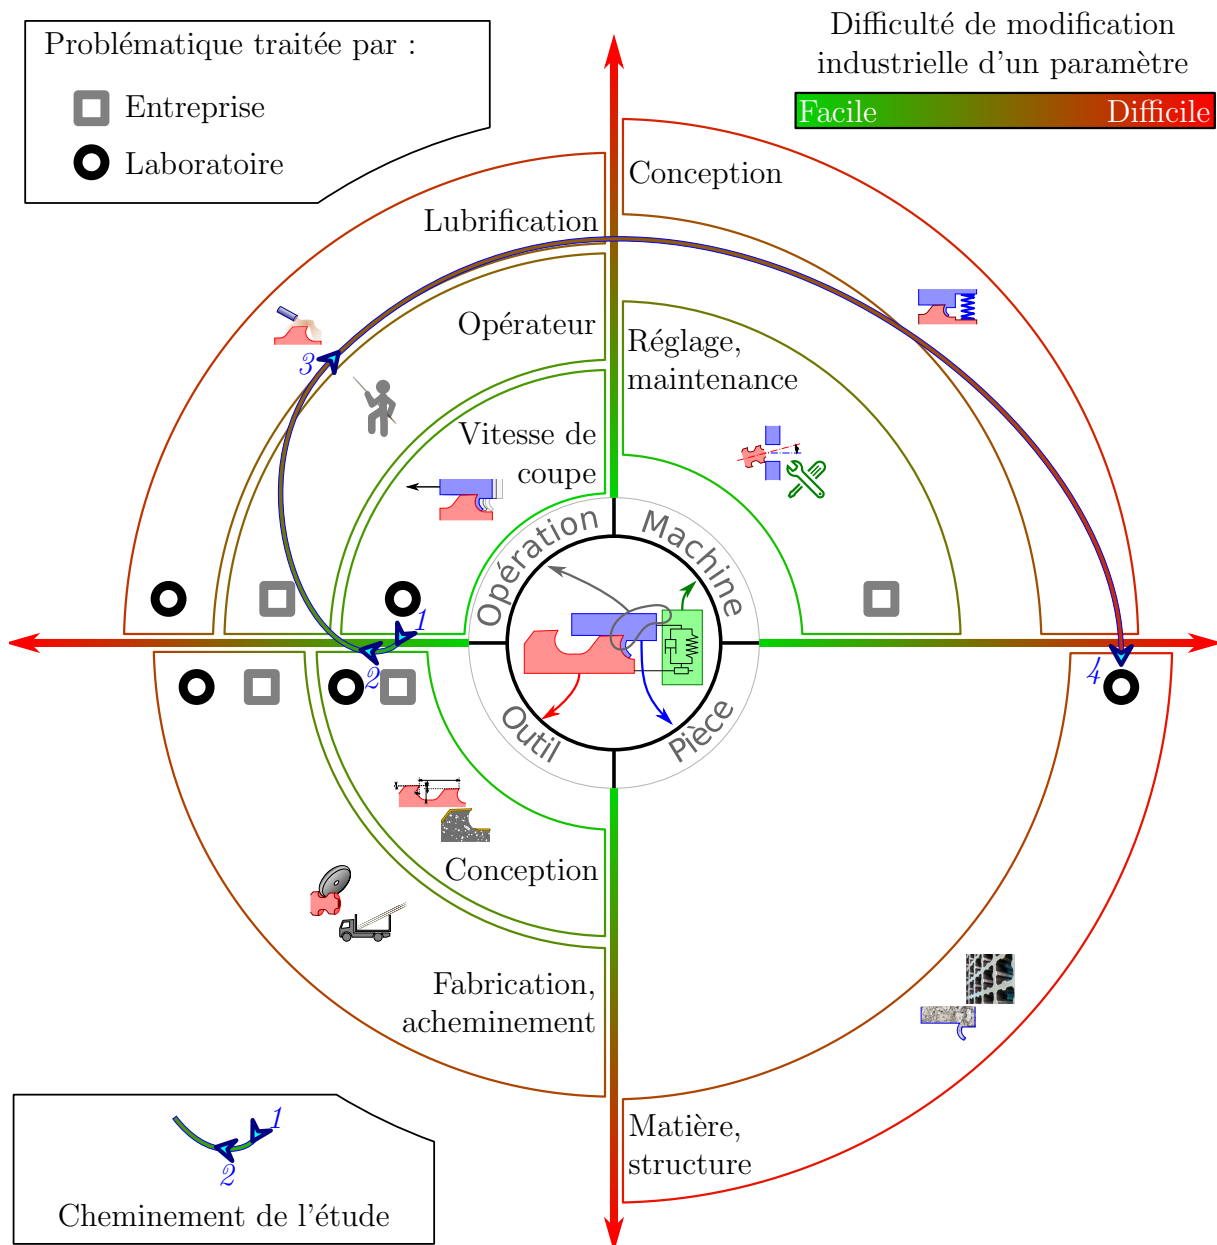 Problématique traitée par :
Entreprise
Laboratoire
Difficulté de modification
industrielle d'un paramètre
Facile
Difficile
Conception
Lubrification
Opérateur
Réglage,
maintenance
3
Vitesse de
coupe
Opération
Machine
1
2
4
Outil
Pièce
Conception
Fabrication,
acheminement
Matière,
structure
1
2
Cheminement de l'étude